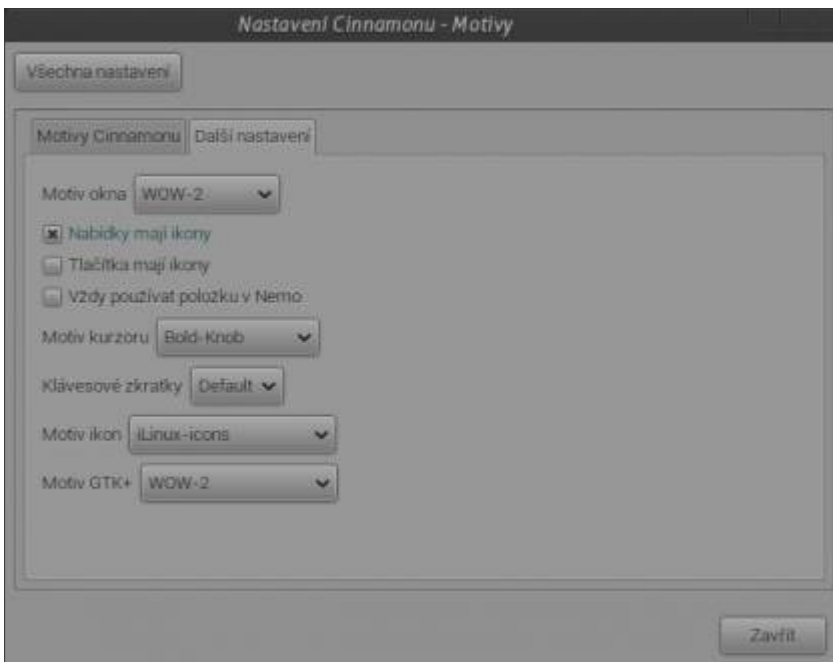 Nastavení Cinnamonu - Motivy
Všechna nastavení
Motivy Cinnamonu Další nastavení
Motiv okna WOW-2
Nabídky mají ikony
Tlačítka mají ikony
Vždy používat položku v Nemo
Motiv kurzoru Bold-Knob
Klávesové zkratky Default
Motiv ikon iLinux-icons
Motiv GTK+ WOW-2
Zavřít